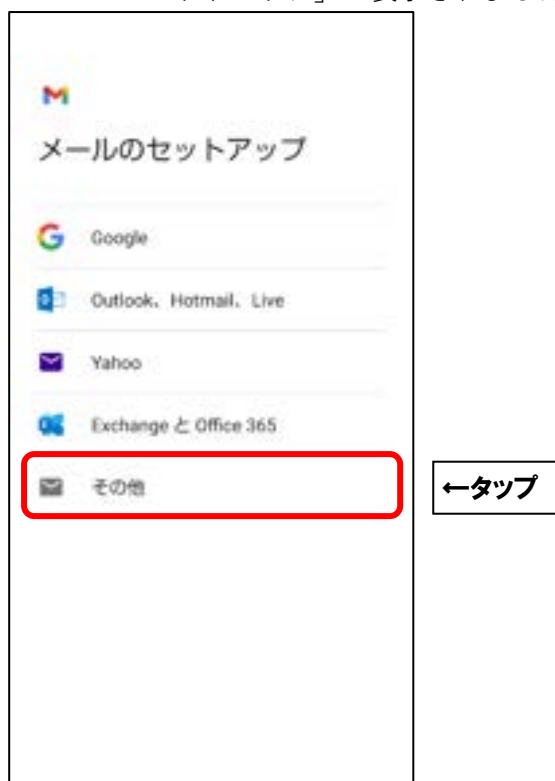 メールのセットアップ
Google
Outlook、Hotmail、Live
Yahoo
Exchange と Office 365
その他
←タップ